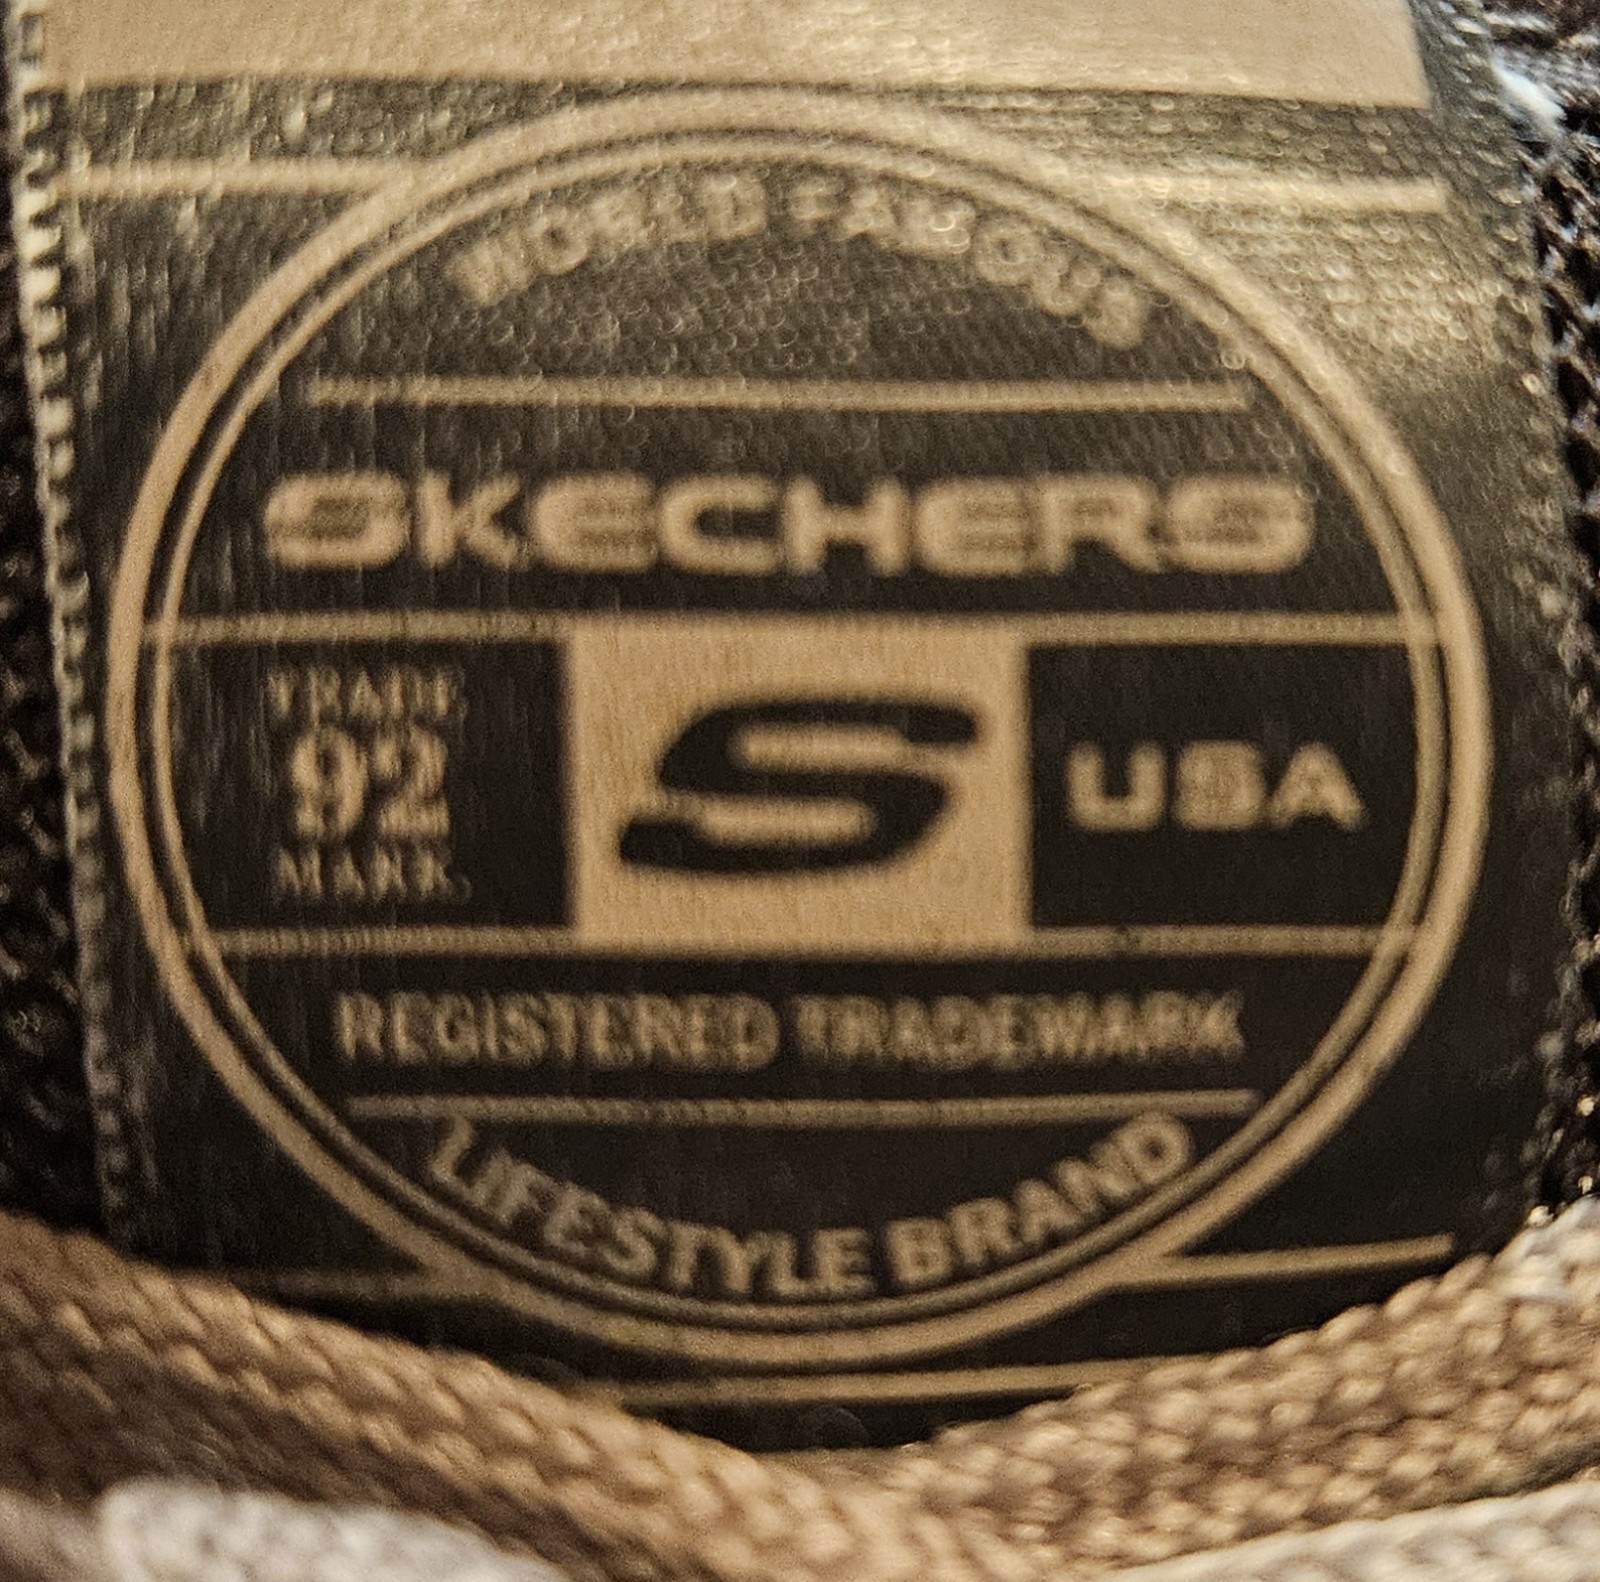 WORLD FAMOUS
SKECHERS
TRADE
92
MARK.
S
USA
REGISTERED TRADEMARK
LIFESTYLE BRAND